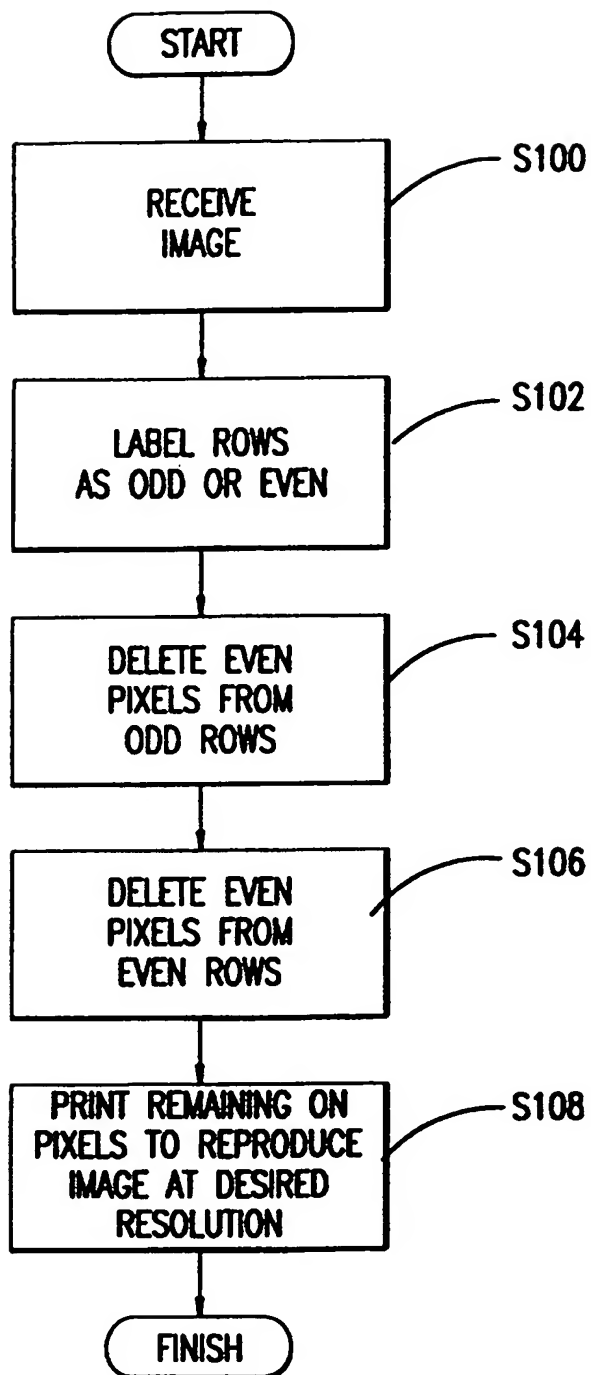 START
RECEIVE
IMAGE
S100
LABEL ROWS
AS ODD OR EVEN
S102
DELETE EVEN
PIXELS FROM
ODD ROWS
S104
DELETE EVEN
PIXELS FROM
EVEN ROWS
S106
PRINT REMAINING ON
PIXELS TO REPRODUCE
IMAGE AT DESIRED
RESOLUTION
S108
FINISH